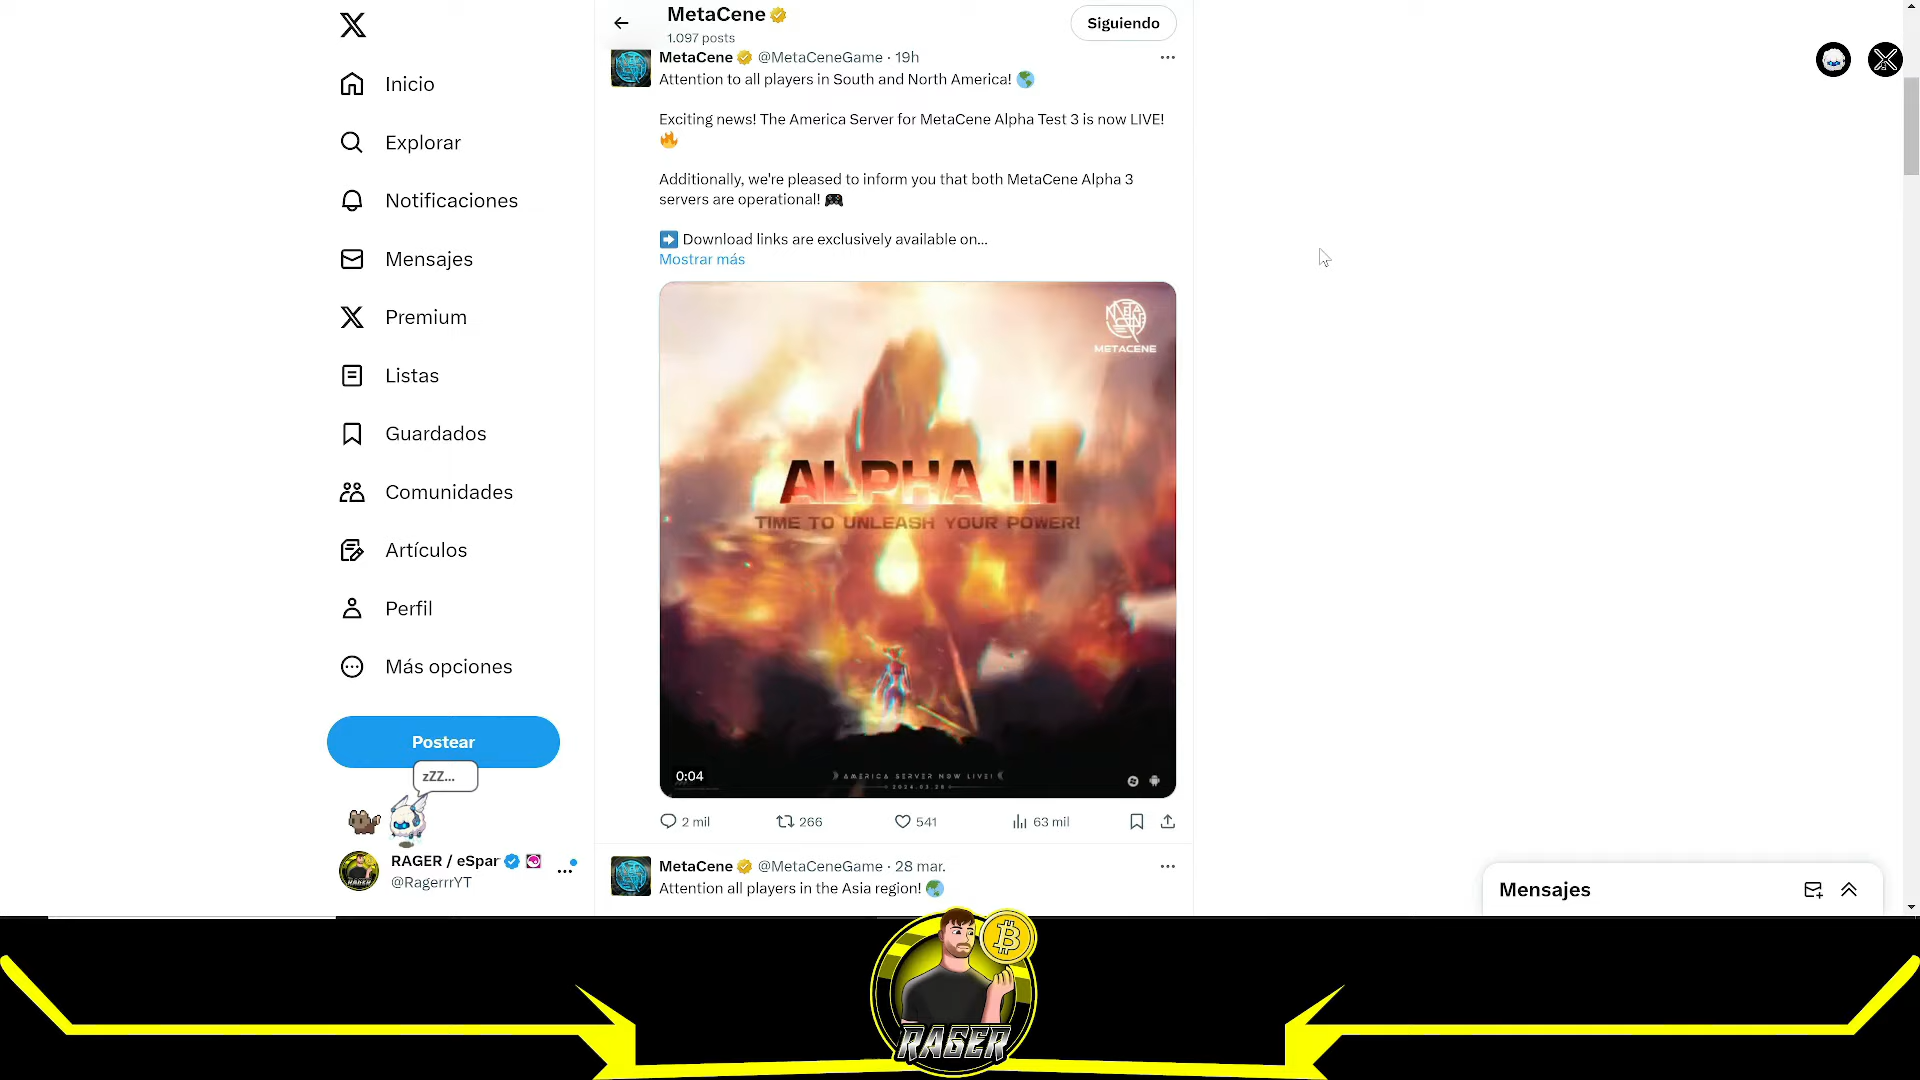 MetaCene
1.097 posts
Siguiendo
Inicio
Explorar
Notificaciones
Mensajes
Premium
Listas
Guardados
Comunidades
Artículos
Perfil
Más opciones
Postear
zZZ...
RAGER / eSpar
@RagerrrYT
MetaCene @MetaCeneGame · 19h
Attention to all players in South and North America! 🌎
Exciting news! The America Server for MetaCene Alpha Test 3 is now LIVE!
🔥
Additionally, we're pleased to inform you that both MetaCene Alpha 3
servers are operational! 🎮
➡️ Download links are exclusively available on...
Mostrar más
METACENE
ALPHA III
TIME TO UNLEASH YOUR POWER!
0:04
AMERICA SERVER NOW LIVE!
2024.03.28
2 mil
266
541
63 mil
MetaCene @MetaCeneGame · 28 mar.
Attention all players in the Asia region! 🌏
Mensajes
RAGER